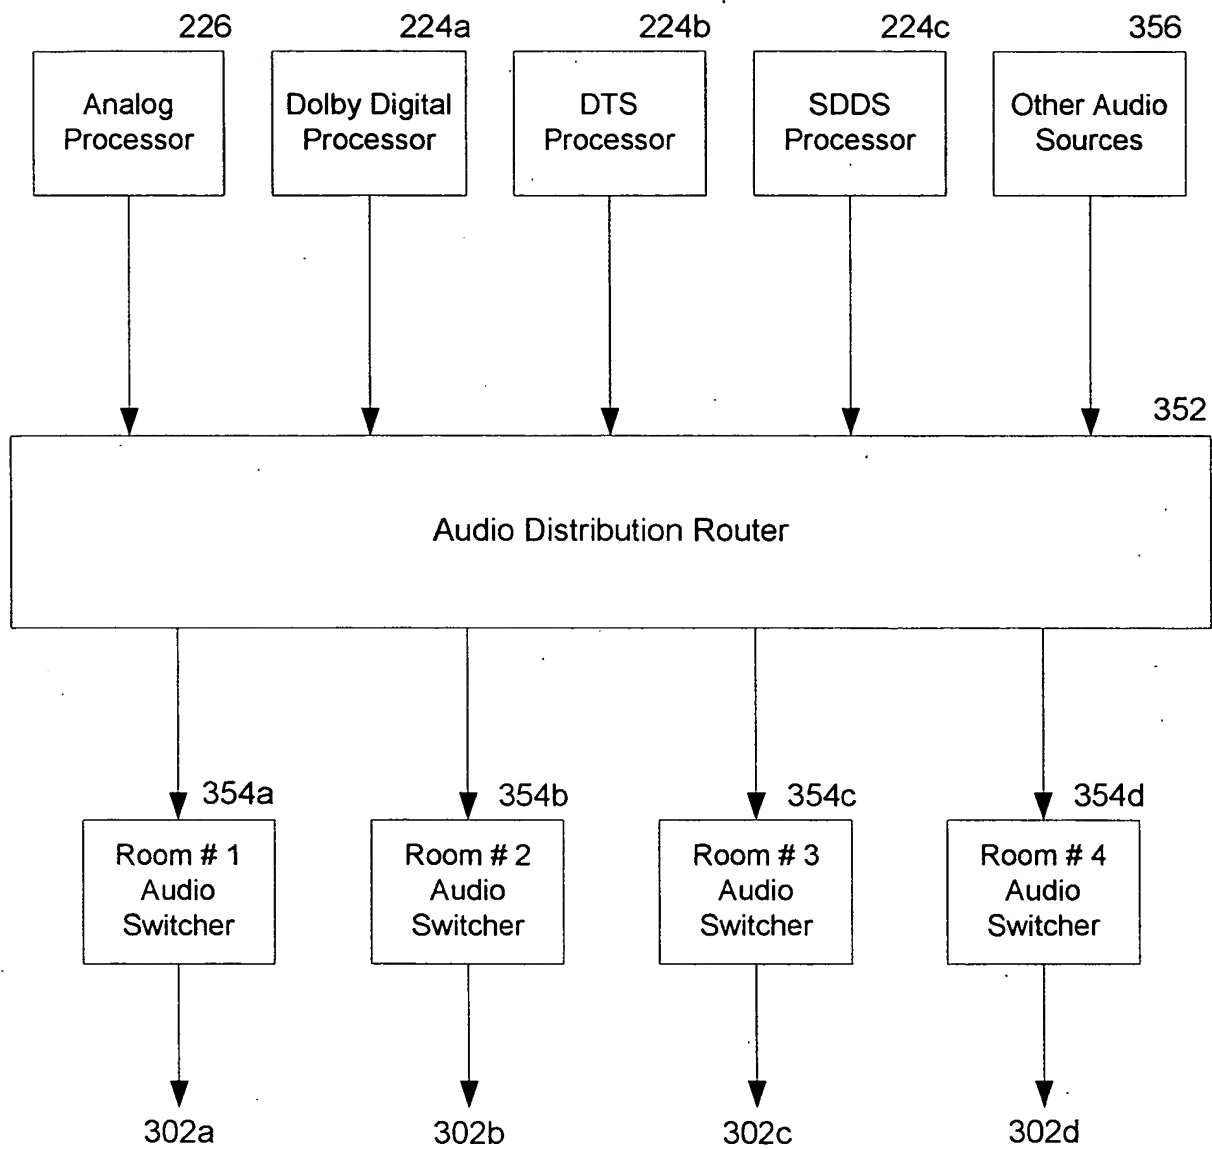 226
224a
224b
224c
356
Analog
Processor
Dolby Digital
Processor
DTS
Processor
SDDS
Processor
Other Audio
Sources
352
Audio Distribution Router
354a
354b
354c
354d
Room # 1
Audio
Switcher
Room # 2
Audio
Switcher
Room # 3
Audio
Switcher
Room # 4
Audio
Switcher
302a
302b
302c
302d